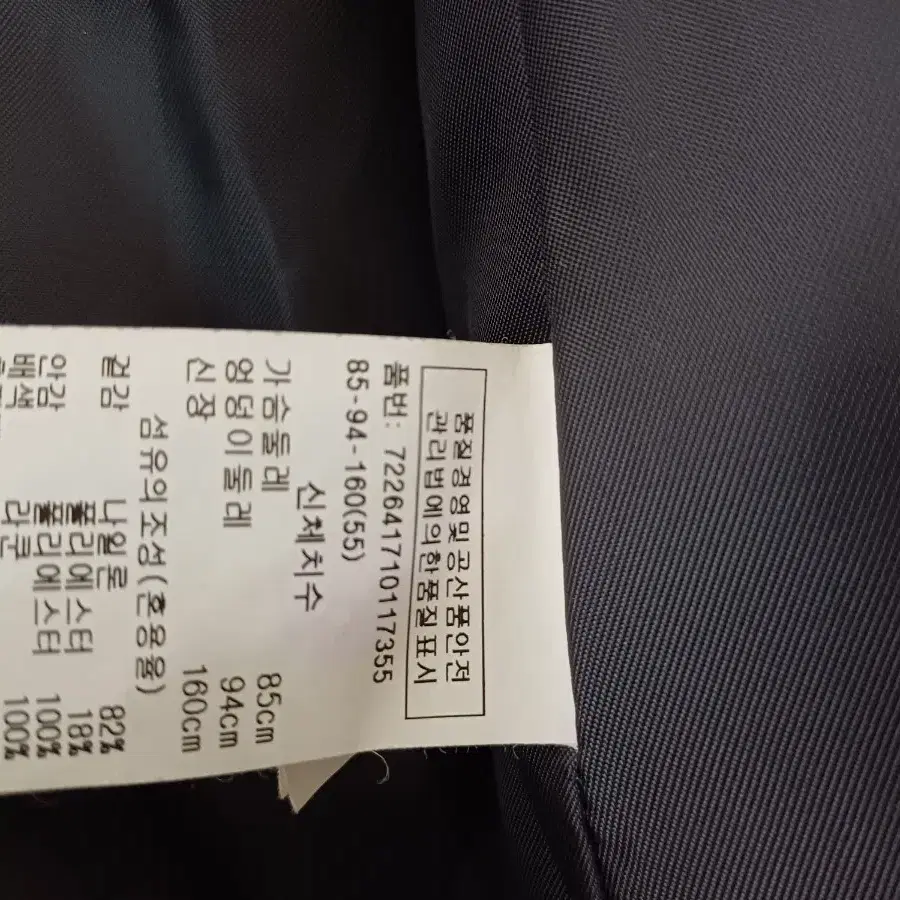 품질경영및공산품안전
관리법에의한품질표시
품번: 722641710117355
85-94-160(55)
신체치수
가슴둘레 85cm
엉덩이둘레 94cm
신장 160cm
섬유의조성(혼용율)
겉감 나일론 82%
폴리에스터 18%
안감 폴리에스터 100%
배색 라쿤 100%